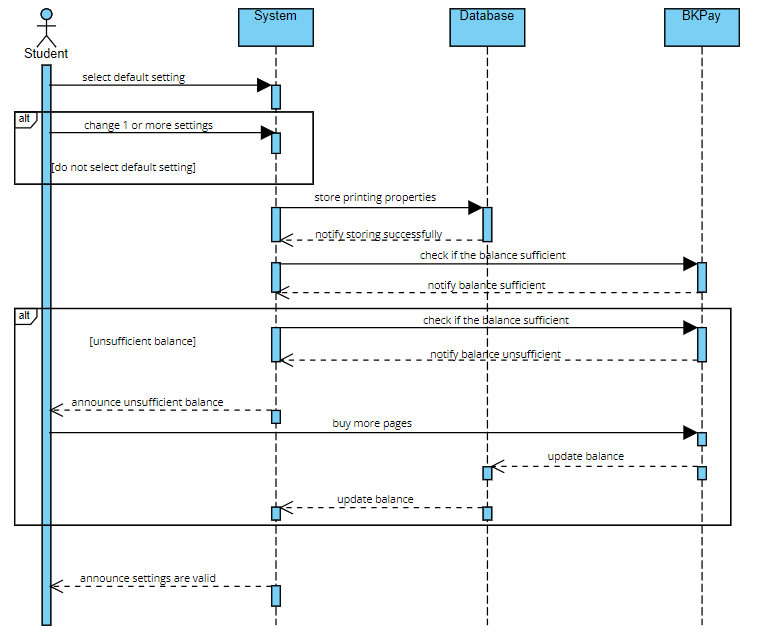 System
Database
BKPay
Student
select default setting
alt
change 1 or more settings
[do not select default setting]
store printing properties
notify storing successfully
check if the balance sufficient
notify balance sufficient
alt
check if the balance sufficient
[unsufficient balance]
notify balance unsufficient
announce unsufficient balance
buy more pages
update balance
update balance
announce settings are valid